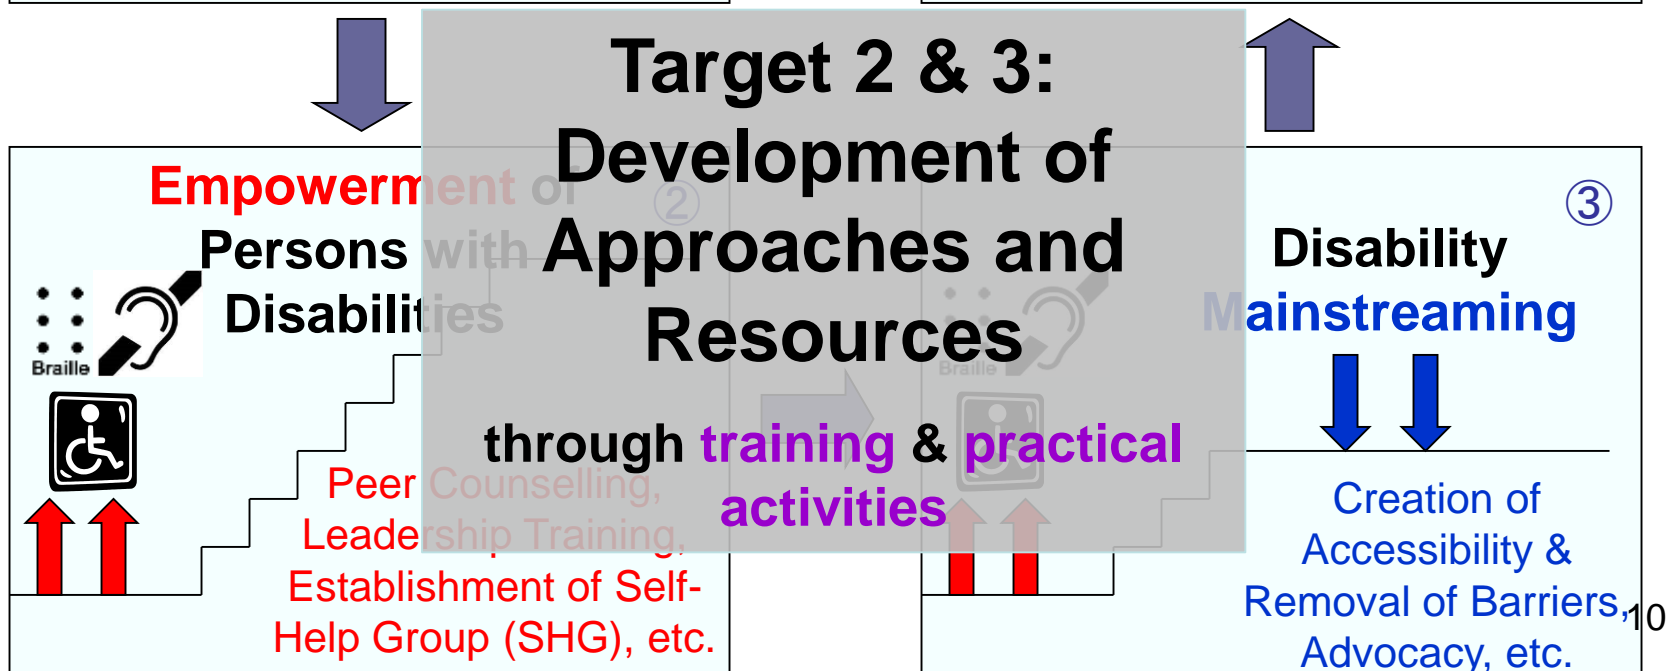 Target 2 & 3:
Development of
Approaches and
Resources
through training & practical
activities
Empowerment of
②
Persons with
Disabilities
Braille
Peer Counselling,
Leadership Training,
Establishment of Self-
Help Group (SHG), etc.
③
Disability
Mainstreaming
Braille
Creation of
Accessibility &
Removal of Barriers,
Advocacy, etc.
10